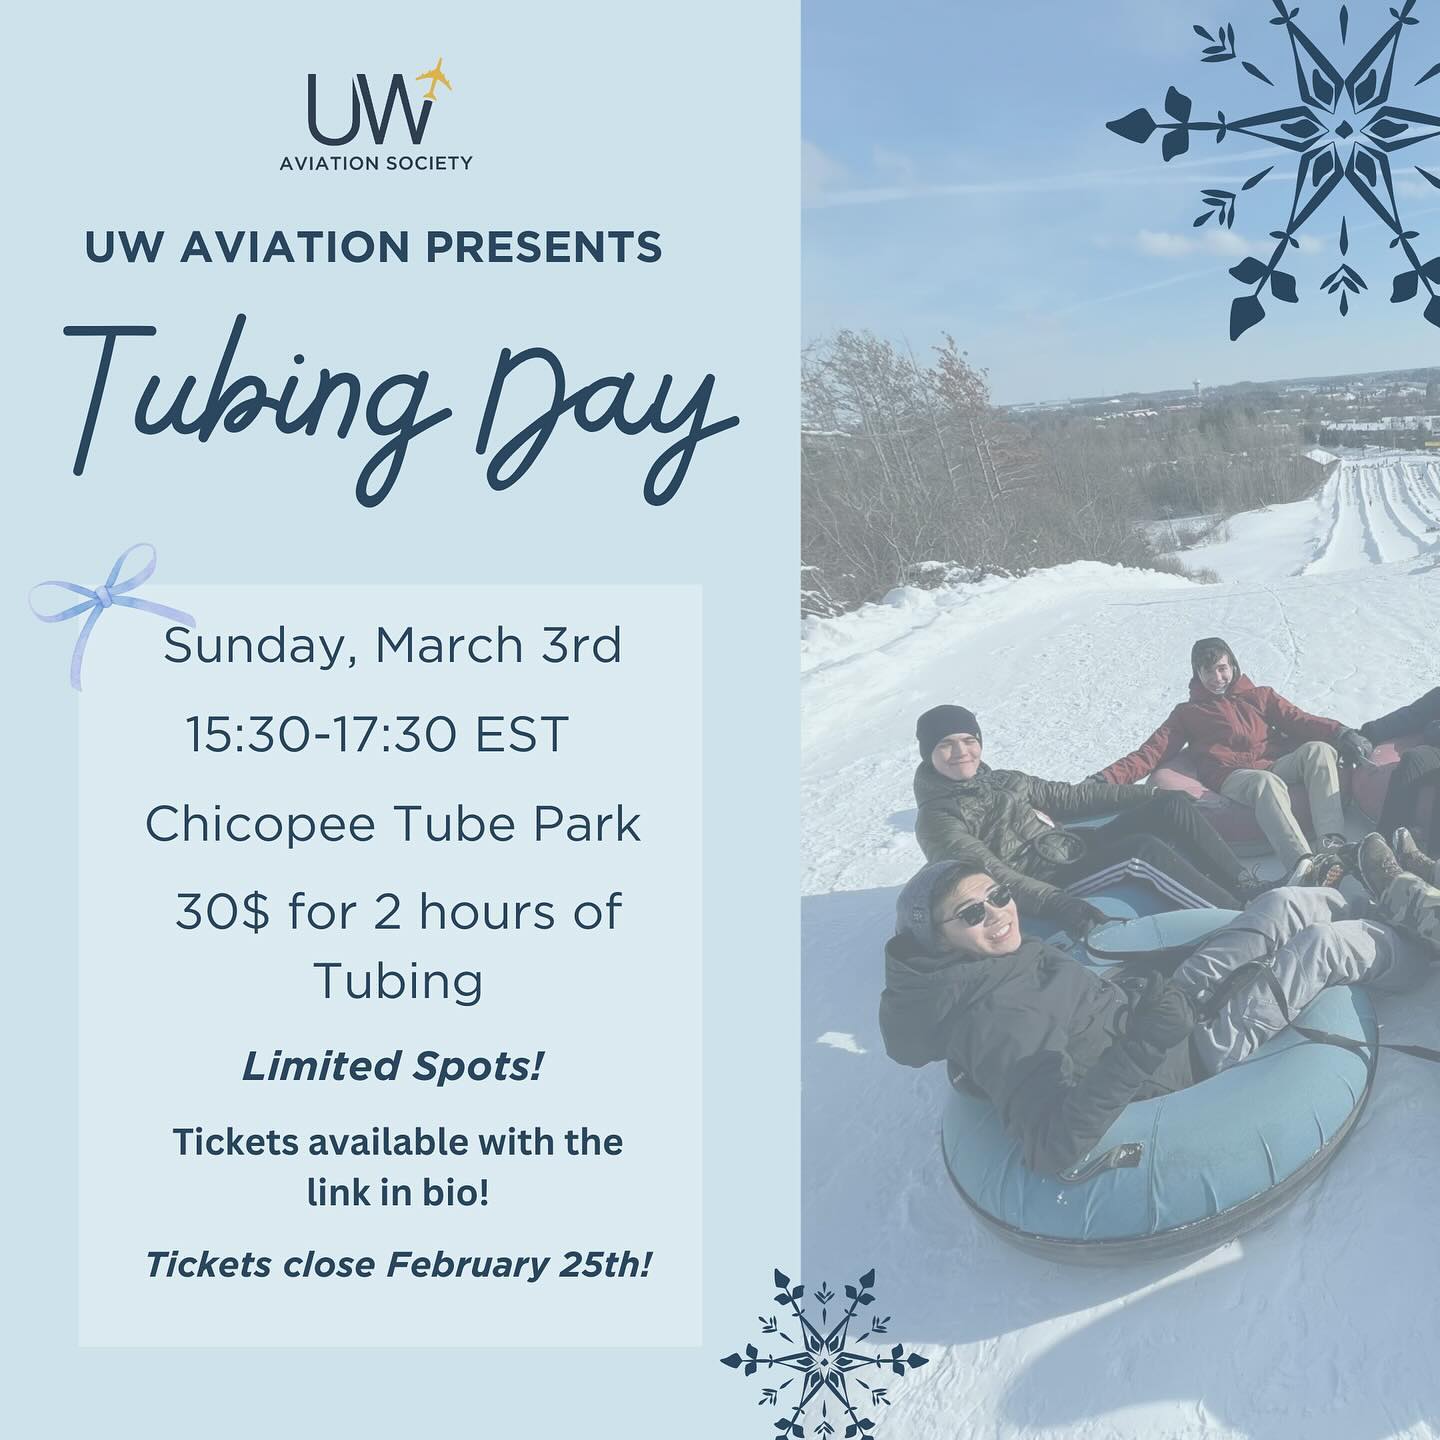 UW
AVIATION SOCIETY
UW AVIATION PRESENTS
Tubing Day
Sunday, March 3rd
15:30-17:30 EST
Chicopee Tube Park
30$ for 2 hours of
Tubing
Limited Spots!
Tickets available with the
link in bio!
Tickets close February 25th!